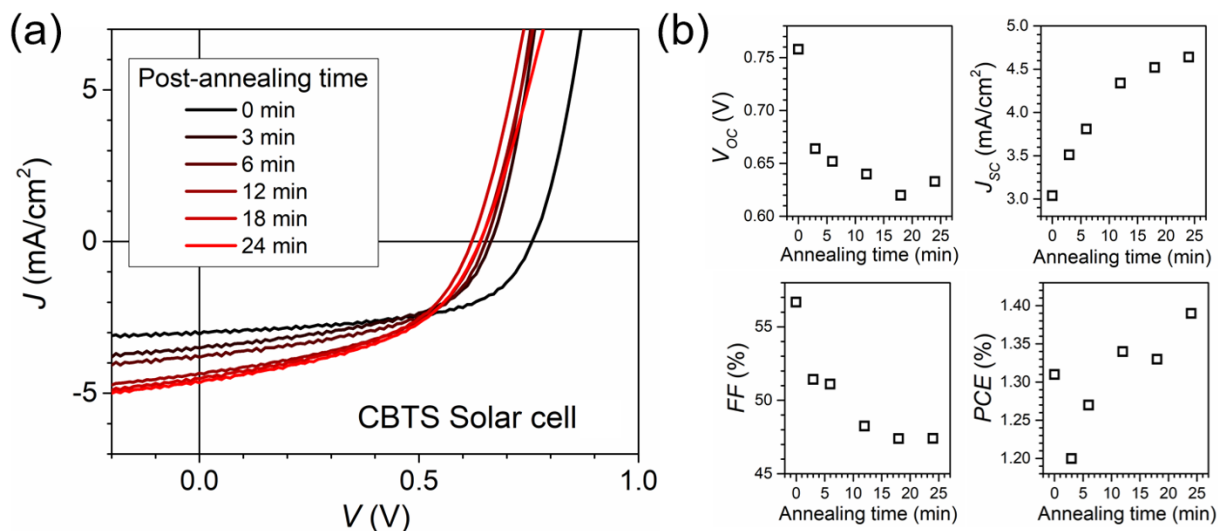 (a)
J (mA/cm²)
5
0
-5
Post-annealing time
0 min
3 min
6 min
12 min
18 min
24 min
CBTS Solar cell
0.0
0.5
1.0
V (V)
(b)
V_OC (V)
0.75
0.70
0.65
0.60
0 5 10 15 20 25
Annealing time (min)
J_SC (mA/cm²)
5.0
4.5
4.0
3.5
3.0
0 5 10 15 20 25
Annealing time (min)
FF (%)
55
50
45
0 5 10 15 20 25
Annealing time (min)
PCE (%)
1.40
1.35
1.30
1.25
1.20
0 5 10 15 20 25
Annealing time (min)